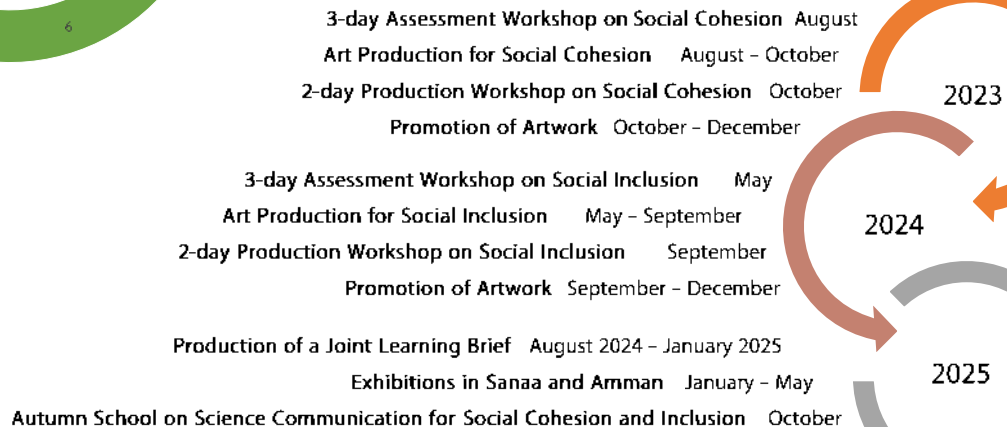 6
3-day Assessment Workshop on Social Cohesion August
Art Production for Social Cohesion August – October
2-day Production Workshop on Social Cohesion October
2023
Promotion of Artwork October – December
3-day Assessment Workshop on Social Inclusion May
Art Production for Social Inclusion May – September
2024
2-day Production Workshop on Social Inclusion September
Promotion of Artwork September – December
Production of a Joint Learning Brief August 2024 – January 2025
2025
Exhibitions in Sanaa and Amman January – May
Autumn School on Science Communication for Social Cohesion and Inclusion October